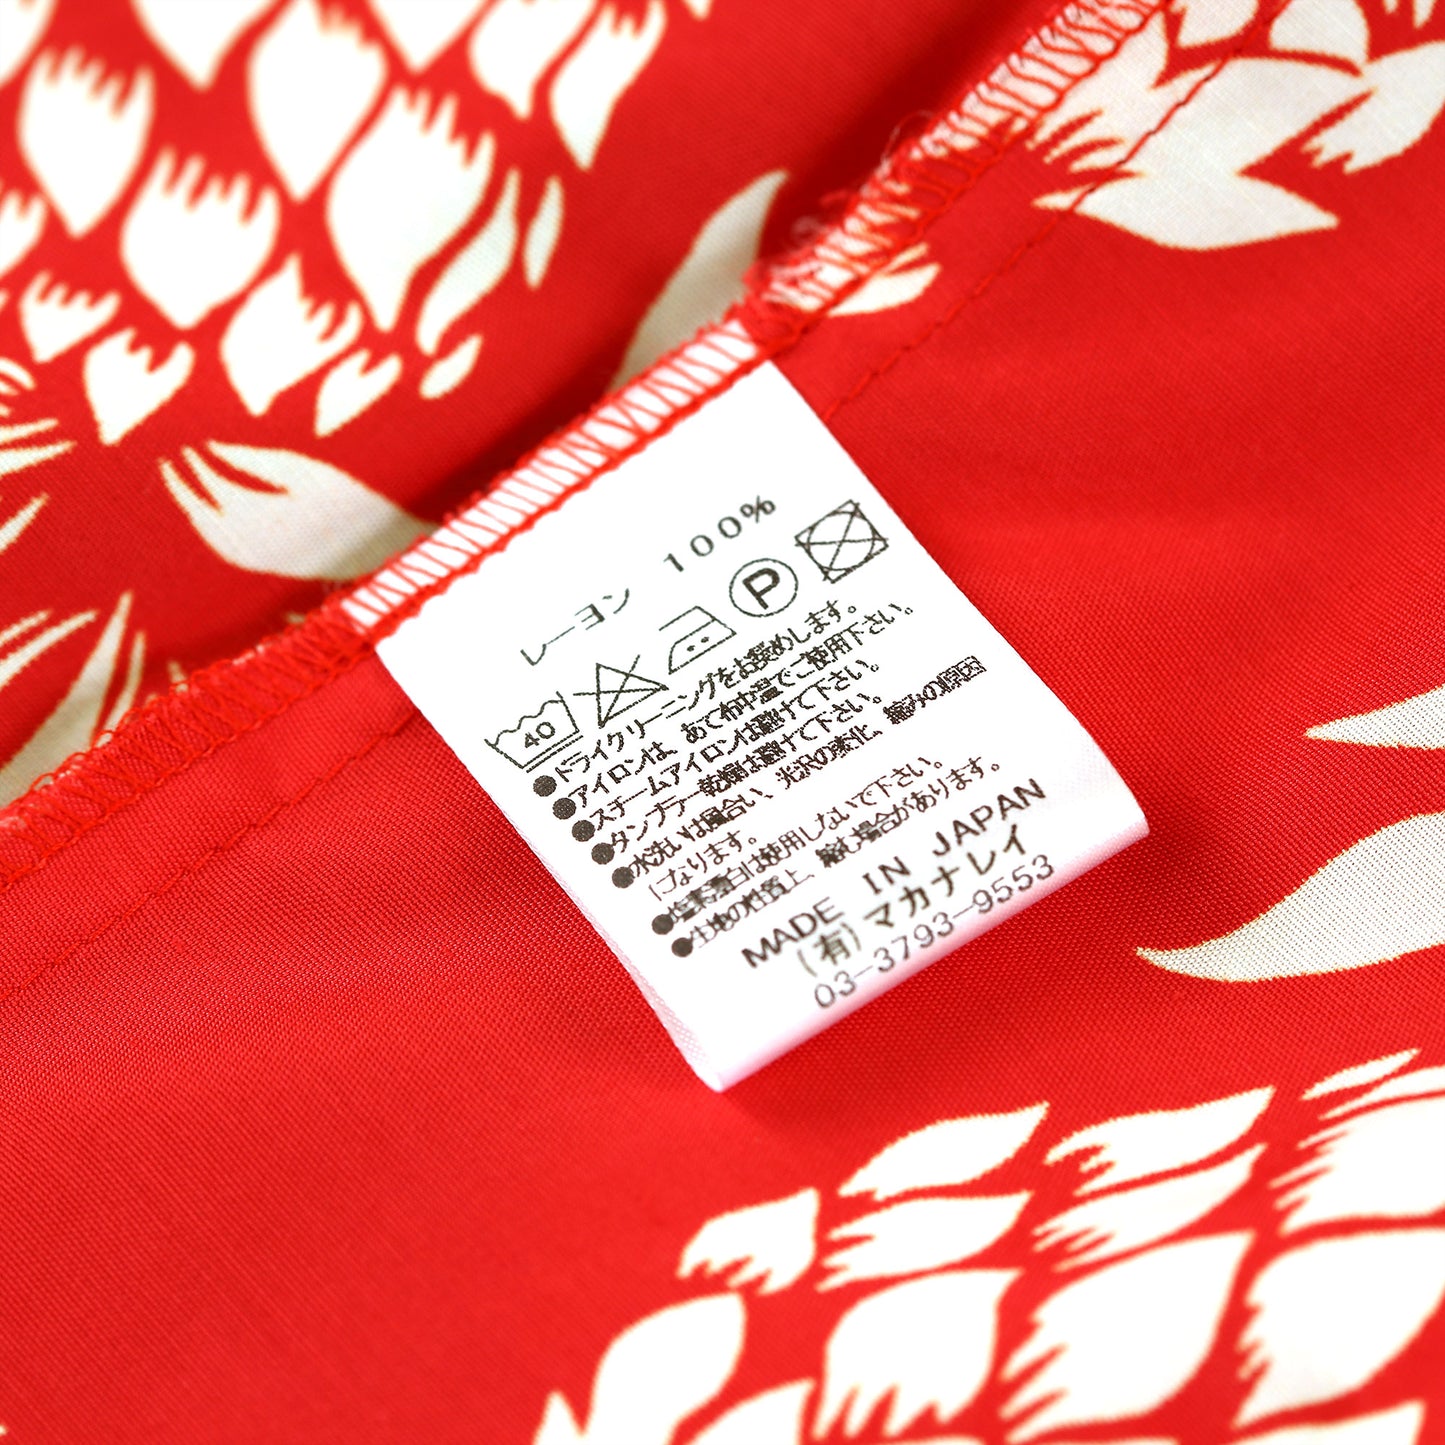 レーヨン 100%
40 P
●ドライクリーニングをお奨めします。
●アイロンは、あて布中温でご使用下さい。
●スチームアイロンは避けて下さい。
●タンブラー乾燥は避けて下さい。
●水洗いは風合い、光沢の変化、縮みの原因
になります。
●塩素漂白は使用しないで下さい。
●生地の性質上、縮む場合があります。
MADE IN JAPAN
(有)マカナレイ
03-3793-9553